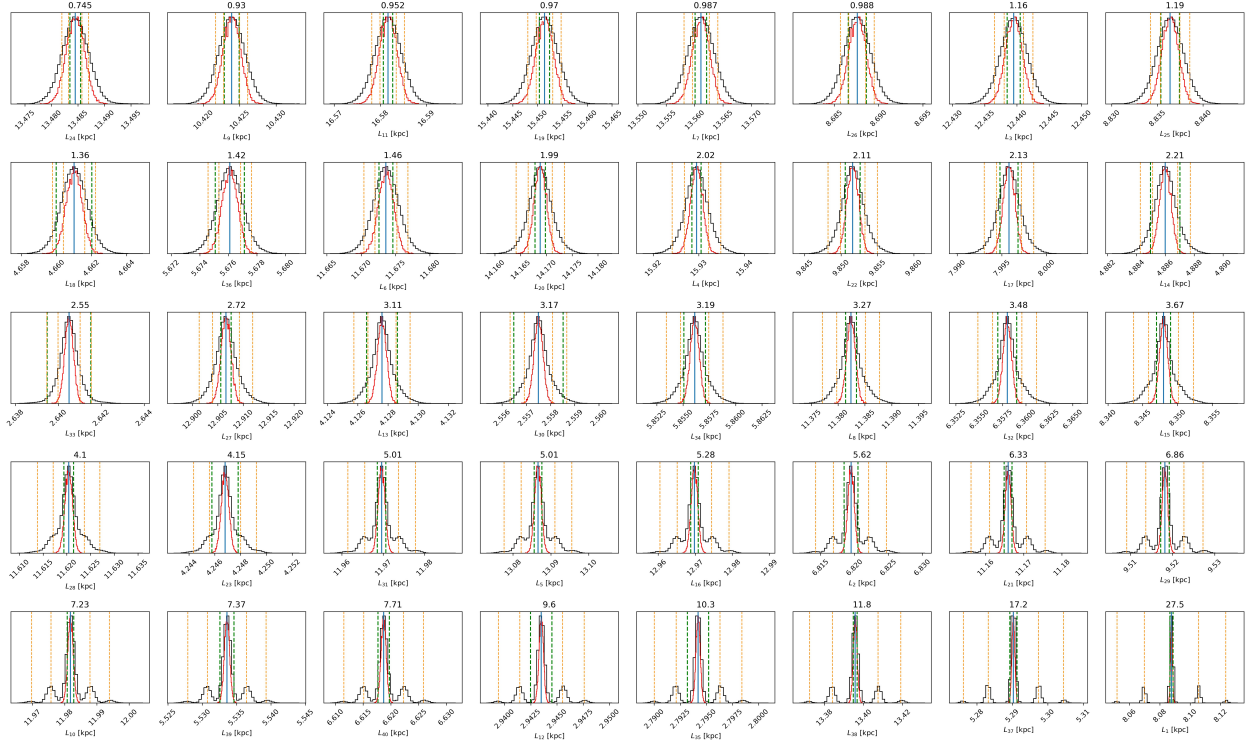 0.745 0.93 0.952 0.97 0.987 0.988 1.16 1.19
13.475 13.480 13.485 13.490 13.495 10.420 10.425 10.430 16.57 16.58 16.59 15.440 15.445 15.450 15.455 15.460 15.465 13.550 13.555 13.560 13.565 13.570 8.685 8.690 8.695 12.430 12.435 12.440 12.445 12.450 8.830 8.835 8.840
L24 [kpc] L9 [kpc] L11 [kpc] L19 [kpc] L7 [kpc] L26 [kpc] L3 [kpc] L25 [kpc]
1.36 1.42 1.46 1.99 2.02 2.11 2.13 2.21
4.658 4.660 4.662 4.664 5.672 5.674 5.676 5.678 5.680 11.665 11.670 11.675 11.680 14.160 14.165 14.170 14.175 14.180 15.92 15.93 15.94 9.845 9.850 9.855 9.860 7.990 7.995 8.000 4.882 4.884 4.886 4.888 4.890
L18 [kpc] L36 [kpc] L6 [kpc] L20 [kpc] L4 [kpc] L22 [kpc] L17 [kpc] L14 [kpc]
2.55 2.72 3.11 3.17 3.19 3.27 3.48 3.67
2.638 2.640 2.642 2.644 12.900 12.905 12.910 12.915 12.920 4.124 4.126 4.128 4.130 4.132 2.556 2.557 2.558 2.559 2.560 5.8525 5.8550 5.8575 5.8600 5.8625 11.375 11.380 11.385 11.390 11.395 6.3525 6.3550 6.3575 6.3600 6.3625 6.3650 8.340 8.345 8.350 8.355
L33 [kpc] L27 [kpc] L13 [kpc] L30 [kpc] L34 [kpc] L8 [kpc] L32 [kpc] L15 [kpc]
4.1 4.15 5.01 5.01 5.28 5.62 6.33 6.86
11.610 11.615 11.620 11.625 11.630 11.635 4.244 4.246 4.248 4.250 4.252 11.96 11.97 11.98 13.08 13.09 13.10 12.96 12.97 12.98 12.99 6.815 6.820 6.825 6.830 11.16 11.17 11.18 9.51 9.52 9.53
L28 [kpc] L23 [kpc] L31 [kpc] L5 [kpc] L16 [kpc] L2 [kpc] L21 [kpc] L29 [kpc]
7.23 7.37 7.71 9.6 10.3 11.8 17.2 27.5
11.97 11.98 11.99 12.00 5.525 5.530 5.535 5.540 5.545 6.610 6.620 6.630 2.9400 2.9425 2.9450 2.9475 2.9500 2.7900 2.7925 2.7950 2.7975 2.8000 13.38 13.40 13.42 5.28 5.29 5.30 5.31 8.06 8.08 8.10 8.12
L10 [kpc] L39 [kpc] L40 [kpc] L12 [kpc] L35 [kpc] L38 [kpc] L37 [kpc] L1 [kpc]